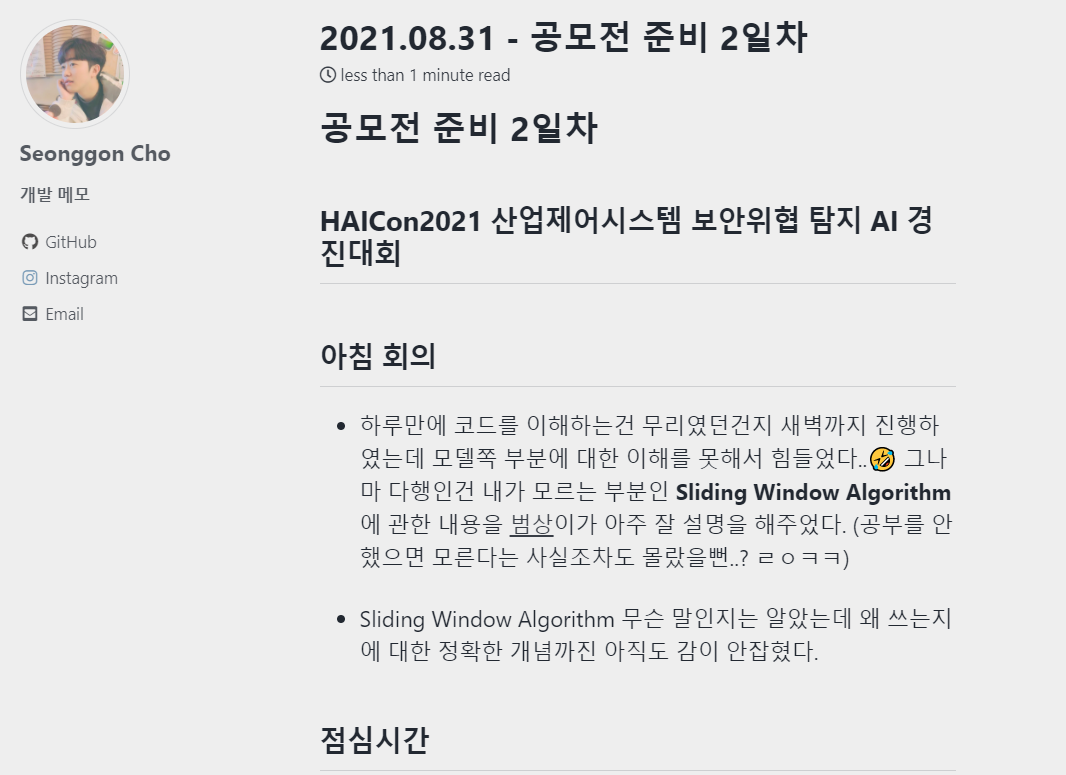 Seonggon Cho
개발 메모
GitHub
Instagram
Email
2021.08.31 - 공모전 준비 2일차
less than 1 minute read
공모전 준비 2일차
HAICon2021 산업제어시스템 보안위협 탐지 AI 경
진대회
아침 회의
하루만에 코드를 이해하는건 무리였던건지 새벽까지 진행하
였는데 모델쪽 부분에 대한 이해를 못해서 힘들었다..🤣 그나
마 다행인건 내가 모르는 부분인 Sliding Window Algorithm
에 관한 내용을 범상이가 아주 잘 설명을 해주었다. (공부를 안
했으면 모른다는 사실조차도 몰랐을뻔..? ㄹㅇㅋㅋ)
Sliding Window Algorithm 무슨 말인지는 알았는데 왜 쓰는지
에 대한 정확한 개념까진 아직도 감이 안잡혔다.
점심시간